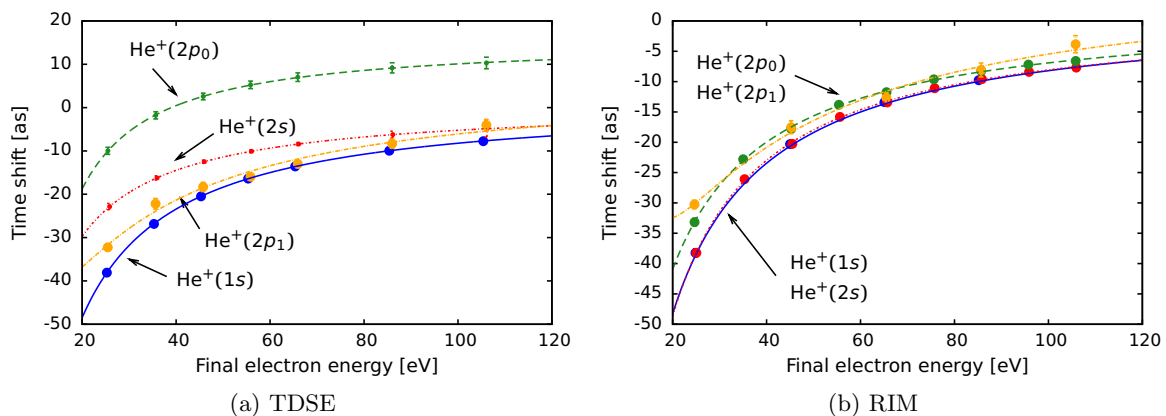 20
10
0
-10
-20
-30
-40
-50
Time shift [as]
He⁺(2p₀)
He⁺(2s)
He⁺(2p₁)
He⁺(1s)
20 40 60 80 100 120
Final electron energy [eV]
(a) TDSE
-0
-5
-10
-15
-20
-25
-30
-35
-40
-45
-50
Time shift [as]
He⁺(2p₀)
He⁺(2p₁)
He⁺(1s)
He⁺(2s)
20 40 60 80 100 120
Final electron energy [eV]
(b) RIM